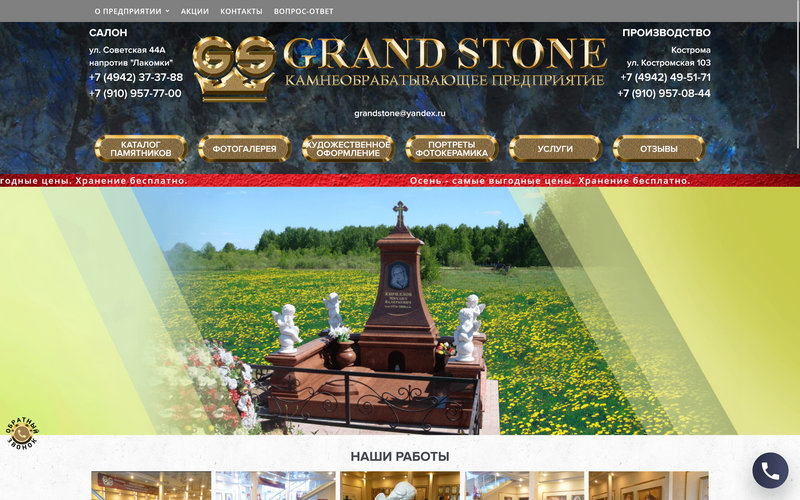 О ПРЕДПРИЯТИИ
АКЦИИ
КОНТАКТЫ
ВОПРОС-ОТВЕТ
САЛОН
ул. Советская 44А
напротив "Лакомки"
+7 (4942) 37-37-88
+7 (910) 957-77-00
GS
GRAND STONE
КАМНЕОБРАБАТЫВАЮЩЕЕ ПРЕДПРИЯТИЕ
grandstone@yandex.ru
ПРОИЗВОДСТВО
Кострома
ул. Костромская 103
+7 (4942) 49-51-71
+7 (910) 957-08-44
КАТАЛОГ
ПАМЯТНИКОВ
ФОТОГАЛЕРЕЯ
ХУДОЖЕСТВЕННОЕ
ОФОРМЛЕНИЕ
ПОРТРЕТЫ
ФОТОКЕРАМИКА
УСЛУГИ
ОТЗЫВЫ
годные цены. Хранение бесплатно.
Осень - самые выгодные цены. Хранение бесплатно.
ОБРАТНЫЙ
ЗВОНОК
НАШИ РАБОТЫ